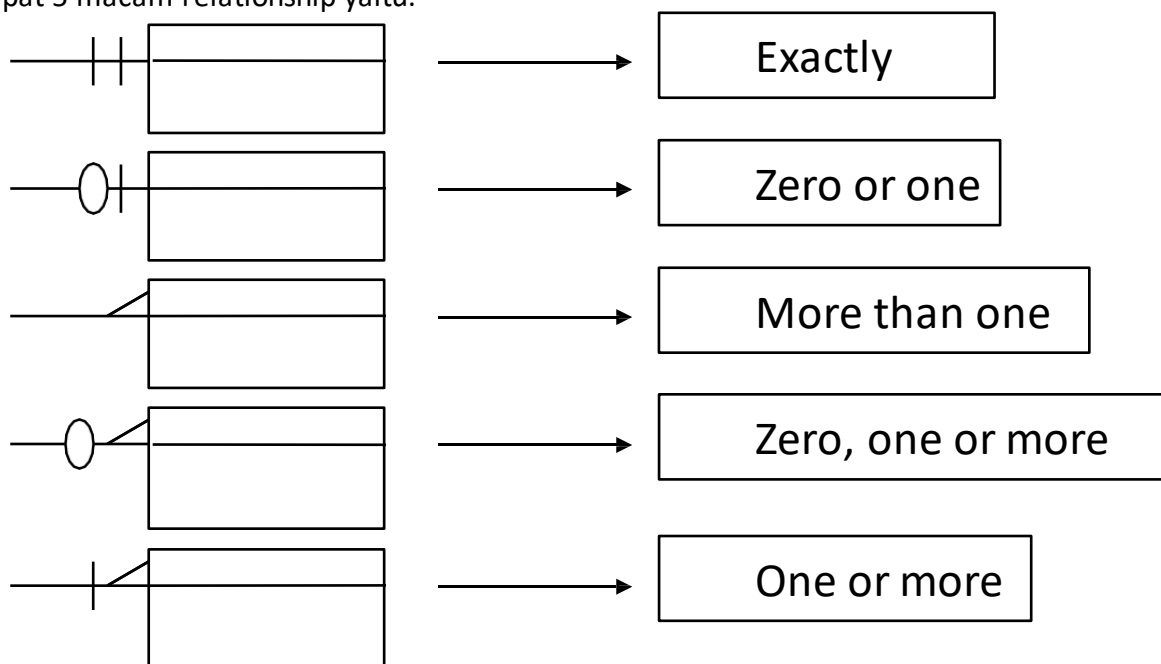 pat 5 macam relationship yaitu:
Exactly
Zero or one
More than one
Zero, one or more
One or more